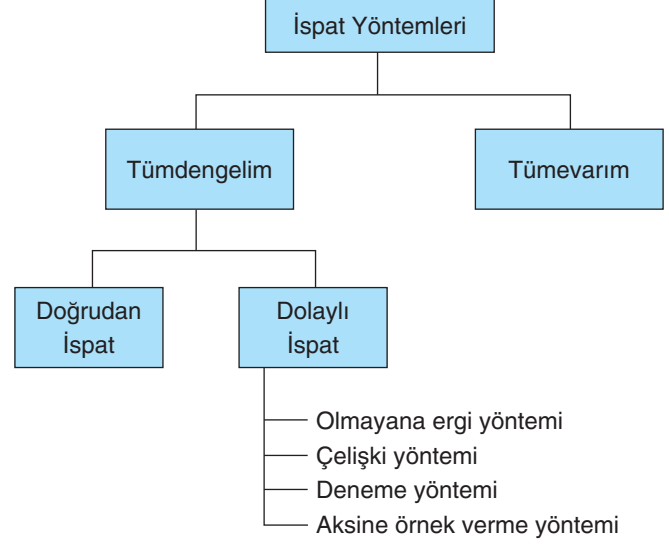 İspat Yöntemleri
Tümdengelim
Tümevarım
Doğrudan
İspat
Dolaylı
İspat
Olmayana ergi yöntemi
Çelişki yöntemi
Deneme yöntemi
Aksine örnek verme yöntemi